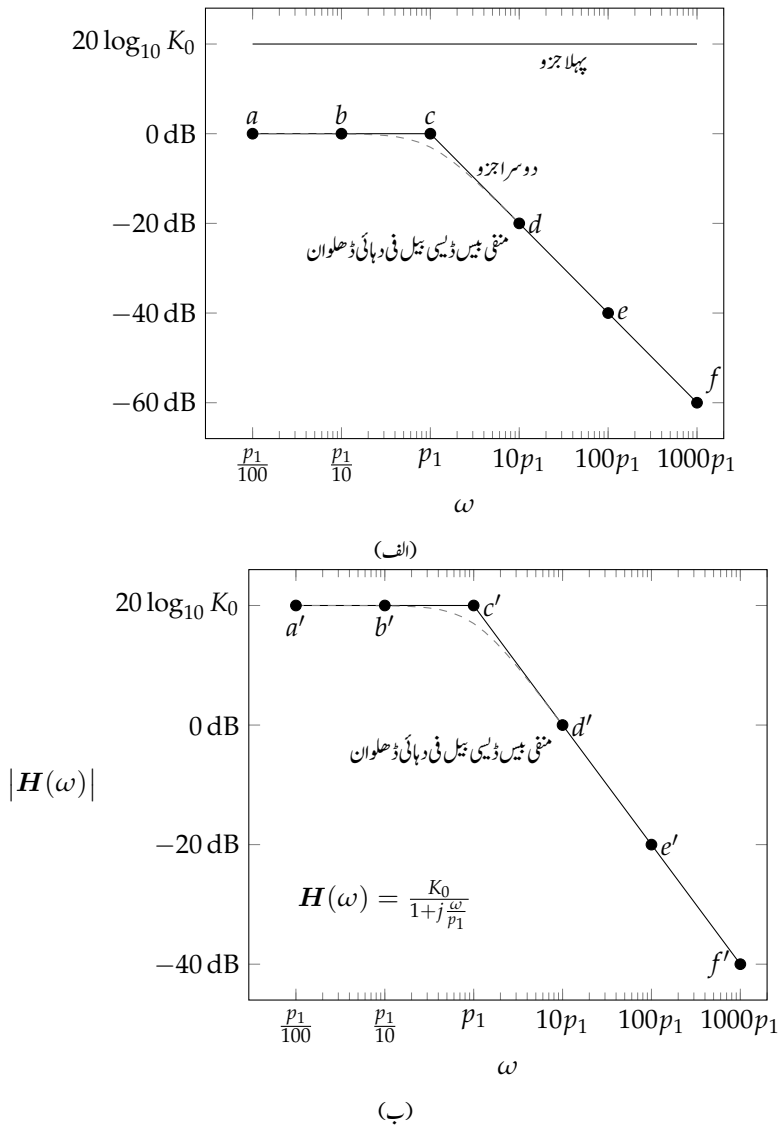 20 log₁₀ K₀
پہلا جزو
a b c
0 dB
دوسرا جزو
−20 dB
d
منفی بیس ڈیسی بیل فی دہائی ڈھلوان
−40 dB
e
f
−60 dB
p₁/100 p₁/10 p₁ 10p₁ 100p₁ 1000p₁
ω
(الف)
20 log₁₀ K₀
a′ b′ c′
0 dB
d′
منفی بیس ڈیسی بیل فی دہائی ڈھلوان
|H(ω)|
−20 dB
e′
H(ω) = K₀/(1+j ω/p₁)
−40 dB
f′
p₁/100 p₁/10 p₁ 10p₁ 100p₁ 1000p₁
ω
(ب)